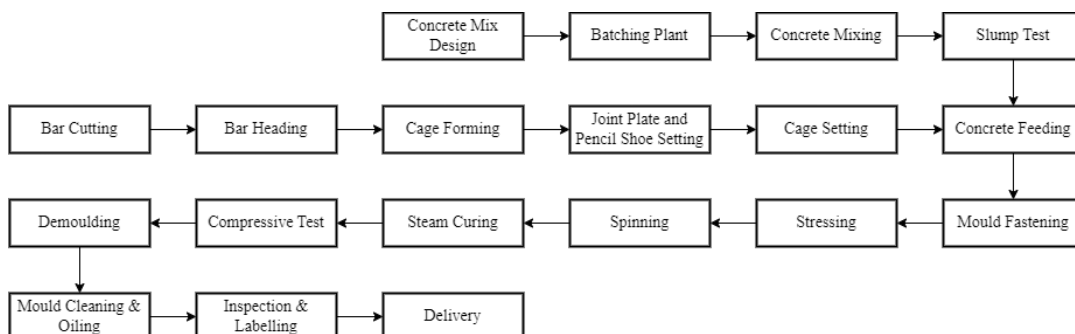 Concrete Mix
Design
Batching Plant
Concrete Mixing
Slump Test
Bar Cutting
Bar Heading
Cage Forming
Joint Plate and
Pencil Shoe Setting
Cage Setting
Concrete Feeding
Demoulding
Compressive Test
Steam Curing
Spinning
Stressing
Mould Fastening
Mould Cleaning &
Oiling
Inspection &
Labelling
Delivery